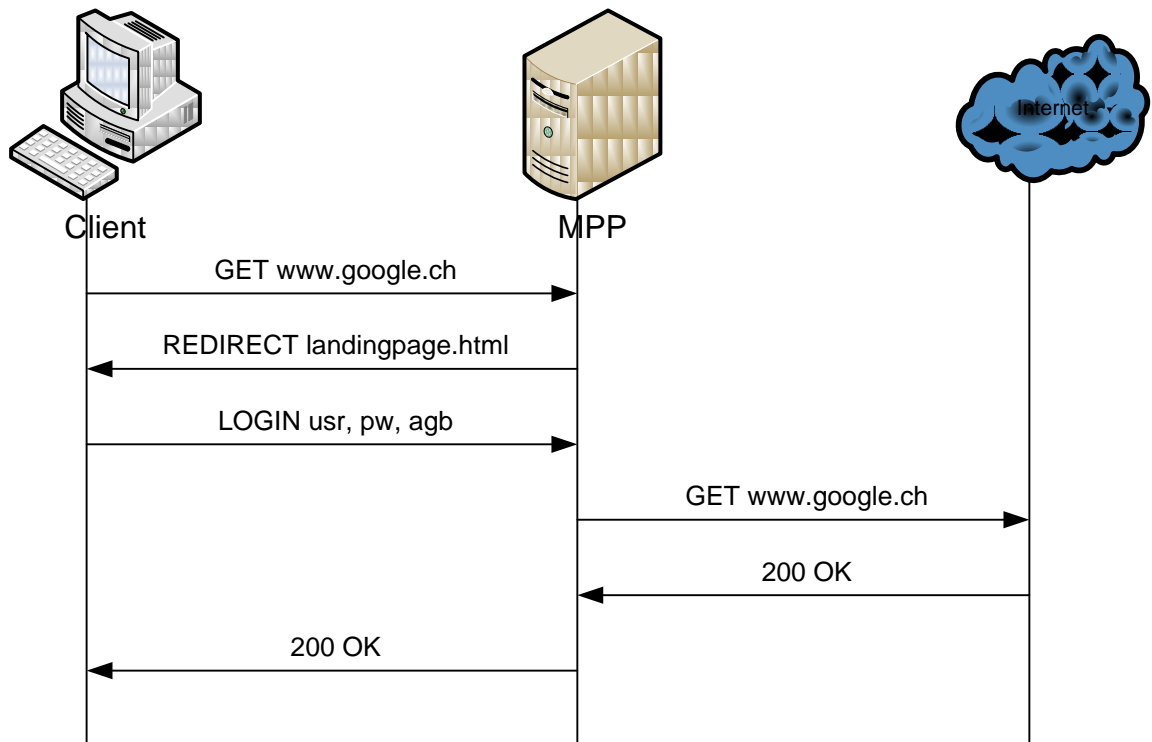 Internet
Client
MPP
GET www.google.ch
REDIRECT landingpage.html
LOGIN usr, pw, agb
GET www.google.ch
200 OK
200 OK